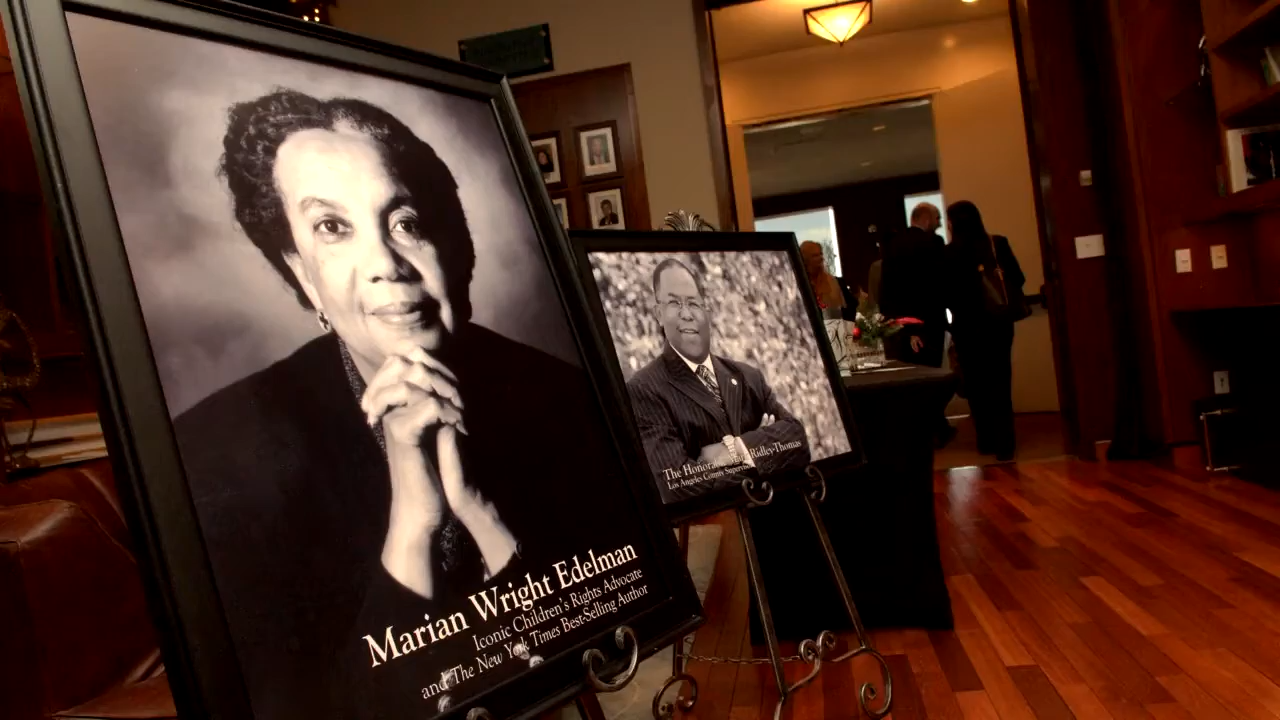 Marian Wright Edelman
Iconic Children's Rights Advocate
and The New York Times Best-Selling Author
The Honorable Ridley-Thomas
Los Angeles County Supervisor